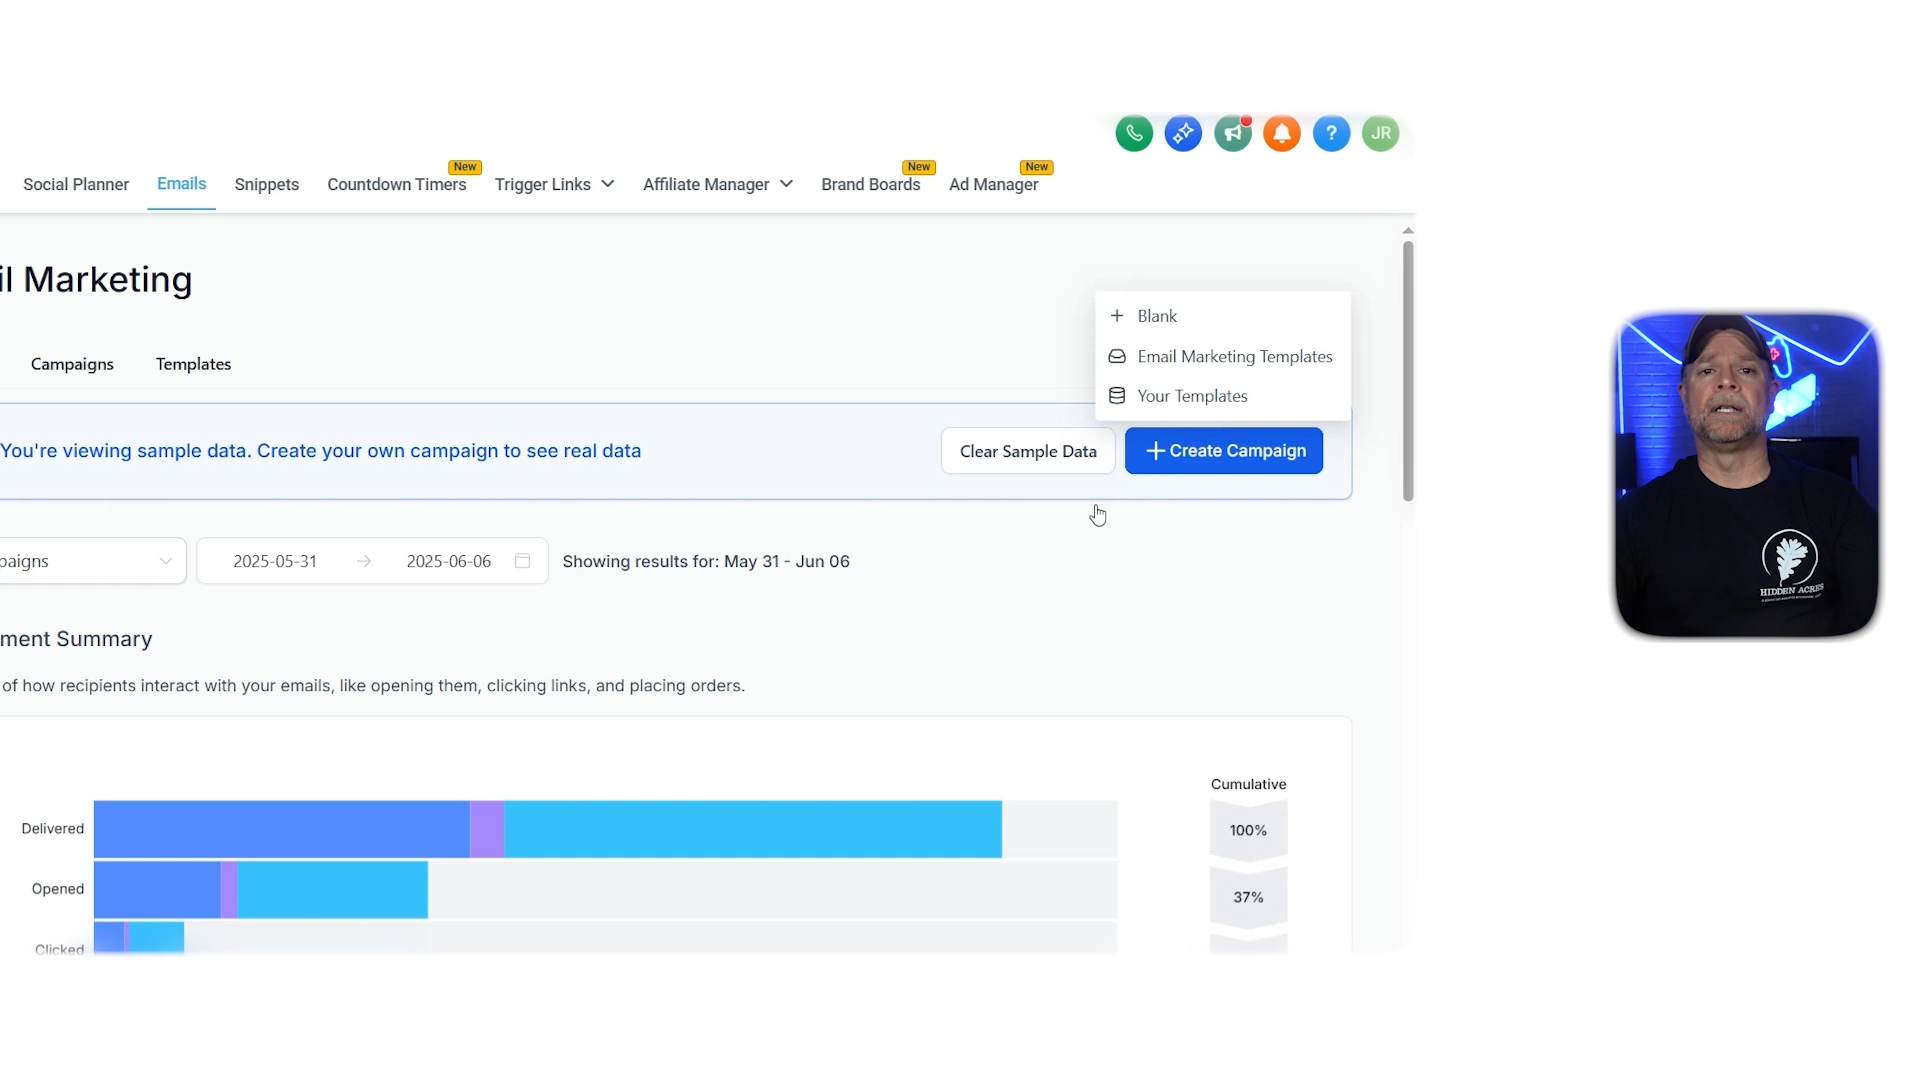 JR
New
New
New
Social Planner
Emails
Snippets
Countdown Timers
Trigger Links
Affiliate Manager
Brand Boards
Ad Manager
il Marketing
Campaigns
Templates
Blank
Email Marketing Templates
Your Templates
You're viewing sample data. Create your own campaign to see real data
Clear Sample Data
Create Campaign
paigns
2025-05-31
2025-06-06
Showing results for: May 31 - Jun 06
ment Summary
of how recipients interact with your emails, like opening them, clicking links, and placing orders.
Cumulative
Delivered
100%
Opened
37%
Clicked
HIDDEN ACRES